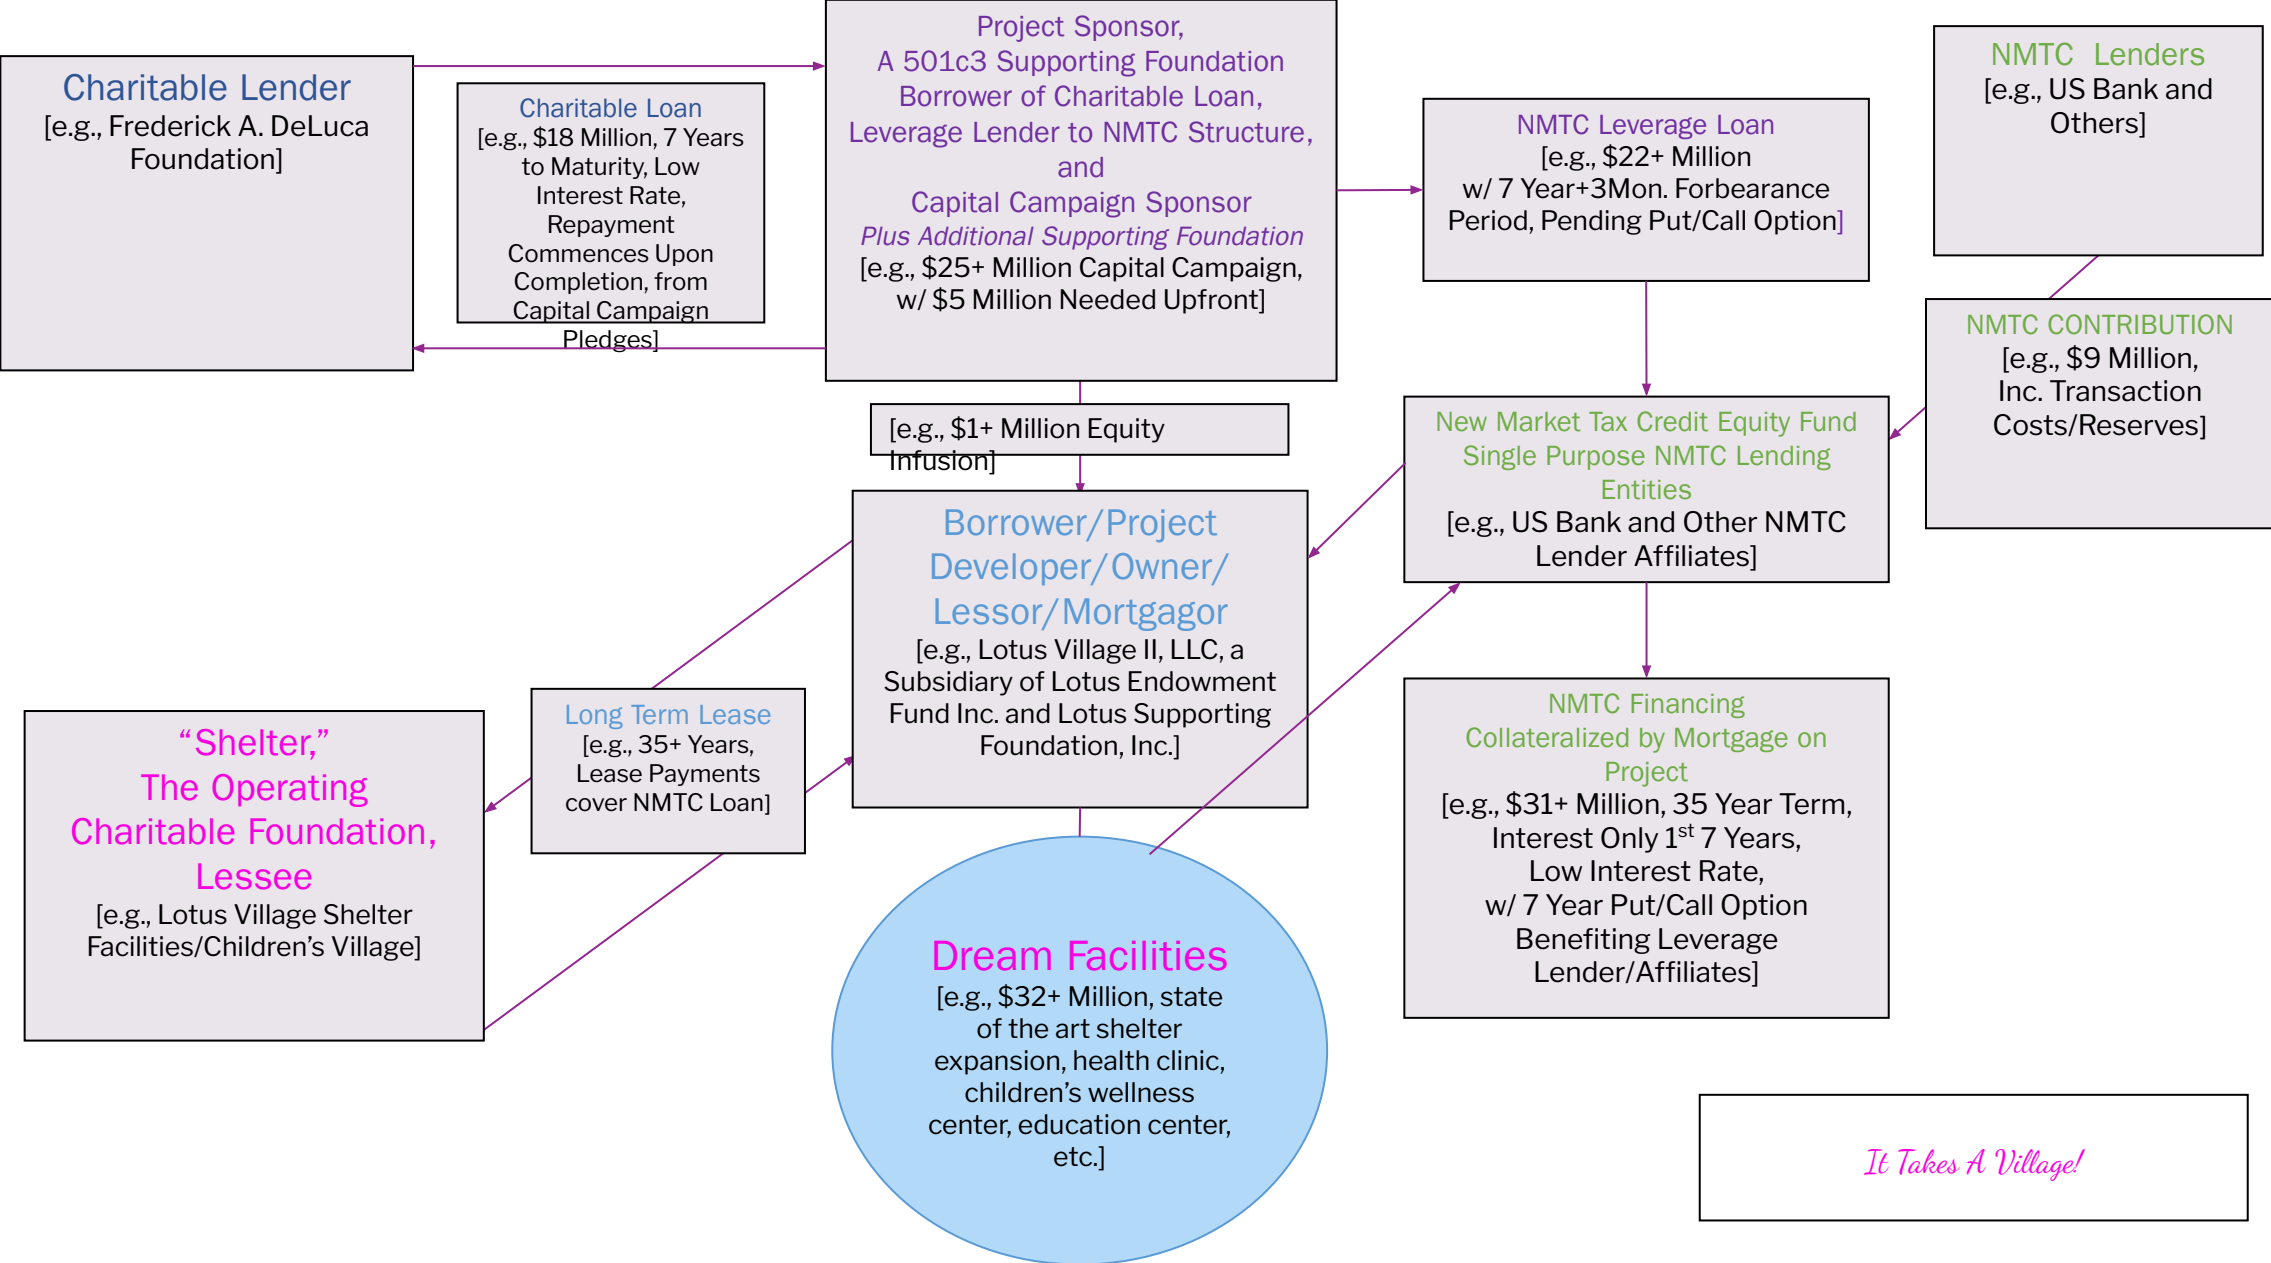 Charitable Lender
[e.g., Frederick A. DeLuca
Foundation]
Charitable Loan
[e.g., $18 Million, 7 Years
to Maturity, Low
Interest Rate,
Repayment
Commences Upon
Completion, from
Capital Campaign
Pledges]
Project Sponsor,
A 501c3 Supporting Foundation
Borrower of Charitable Loan,
Leverage Lender to NMTC Structure,
and
Capital Campaign Sponsor
Plus Additional Supporting Foundation
[e.g., $25+ Million Capital Campaign,
w/ $5 Million Needed Upfront]
NMTC Leverage Loan
[e.g., $22+ Million
w/ 7 Year+3Mon. Forbearance
Period, Pending Put/Call Option]
NMTC Lenders
[e.g., US Bank and
Others]
NMTC CONTRIBUTION
[e.g., $9 Million,
Inc. Transaction
Costs/Reserves]
[e.g., $1+ Million Equity
Infusion]
New Market Tax Credit Equity Fund
Single Purpose NMTC Lending
Entities
[e.g., US Bank and Other NMTC
Lender Affiliates]
Borrower/Project
Developer/Owner/
Lessor/Mortgagor
[e.g., Lotus Village II, LLC, a
Subsidiary of Lotus Endowment
Fund Inc. and Lotus Supporting
Foundation, Inc.]
Long Term Lease
[e.g., 35+ Years,
Lease Payments
cover NMTC Loan]
“Shelter,”
The Operating
Charitable Foundation,
Lessee
[e.g., Lotus Village Shelter
Facilities/Children’s Village]
NMTC Financing
Collateralized by Mortgage on
Project
[e.g., $31+ Million, 35 Year Term,
Interest Only 1st 7 Years,
Low Interest Rate,
w/ 7 Year Put/Call Option
Benefiting Leverage
Lender/Affiliates]
Dream Facilities
[e.g., $32+ Million, state
of the art shelter
expansion, health clinic,
children’s wellness
center, education center,
etc.]
It Takes A Village!